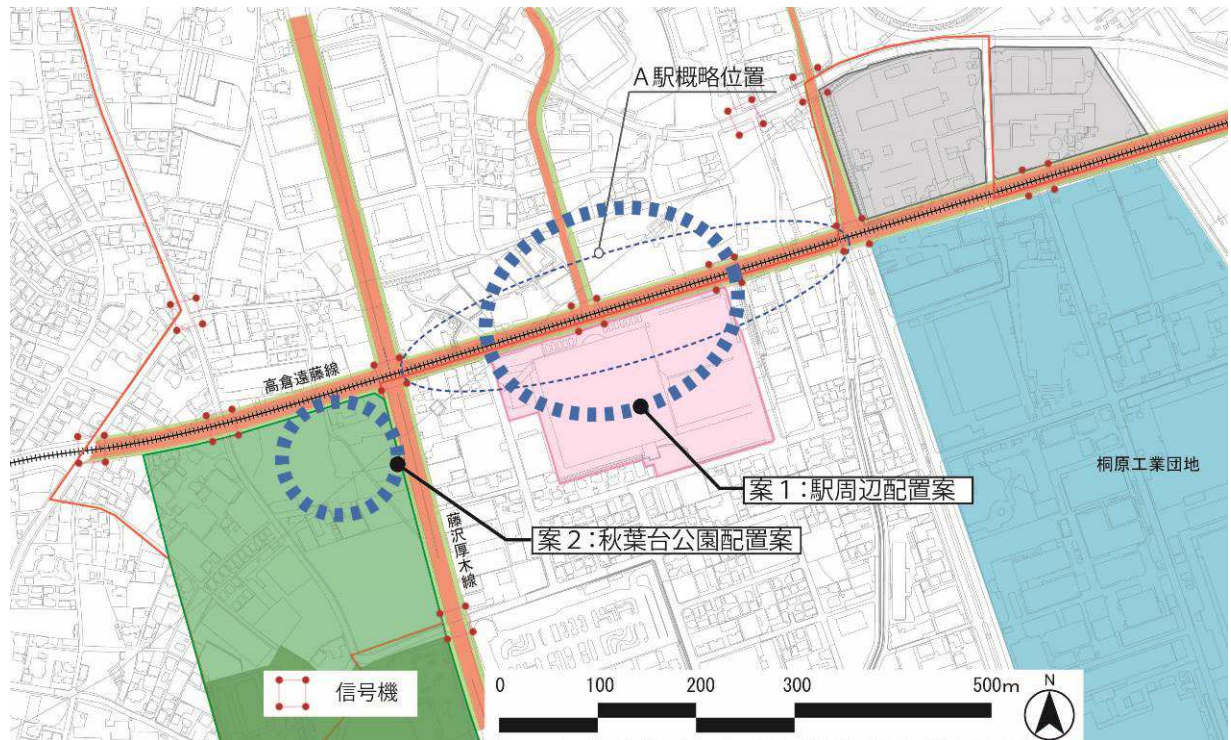 A駅概略位置
高倉遠藤線
案1：駅周辺配置案
桐原工業団地
案2：秋葉台公園配置案
藤沢厚木線
信号機
0 100 200 300 500m
N